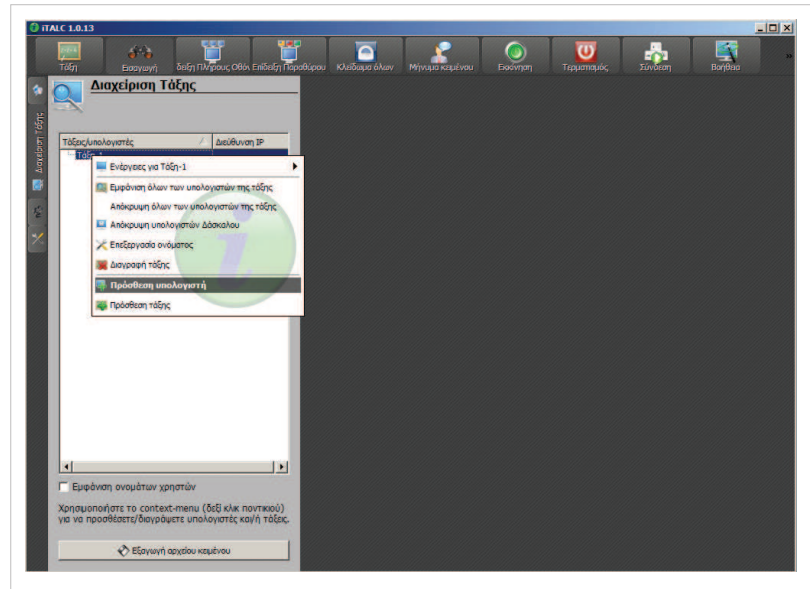 iTALC 1.0.13
Τάξη
Εισαγωγή
δειξη Πλήρους Οθόν
Επίδειξη Παραθύρου
Κλείδωμα όλων
Μήνυμα κειμένου
Εκκίνηση
Τερματισμός
Σύνδεση
Βοήθεια
»
Διαχείριση Τάξης
Διαχείριση Τάξης
Τάξεις/υπολογιστές
Διεύθυνση IP
Τάξη-1
Ενέργειες για Τάξη-1
Εμφάνιση όλων των υπολογιστών της τάξης
Απόκρυψη όλων των υπολογιστών της τάξης
Απόκρυψη υπολογιστών Δάσκαλου
Επεξεργασία ονόματος
Διαγραφή τάξης
Πρόσθεση υπολογιστή
Πρόσθεση τάξης
Εμφάνιση ονομάτων χρηστών
Χρησιμοποιήστε το context-menu (δεξί κλικ ποντικιού)
για να προσθέσετε/διαγράψετε υπολογιστές και/ή τάξεις.
Εξαγωγή αρχείου κειμένου